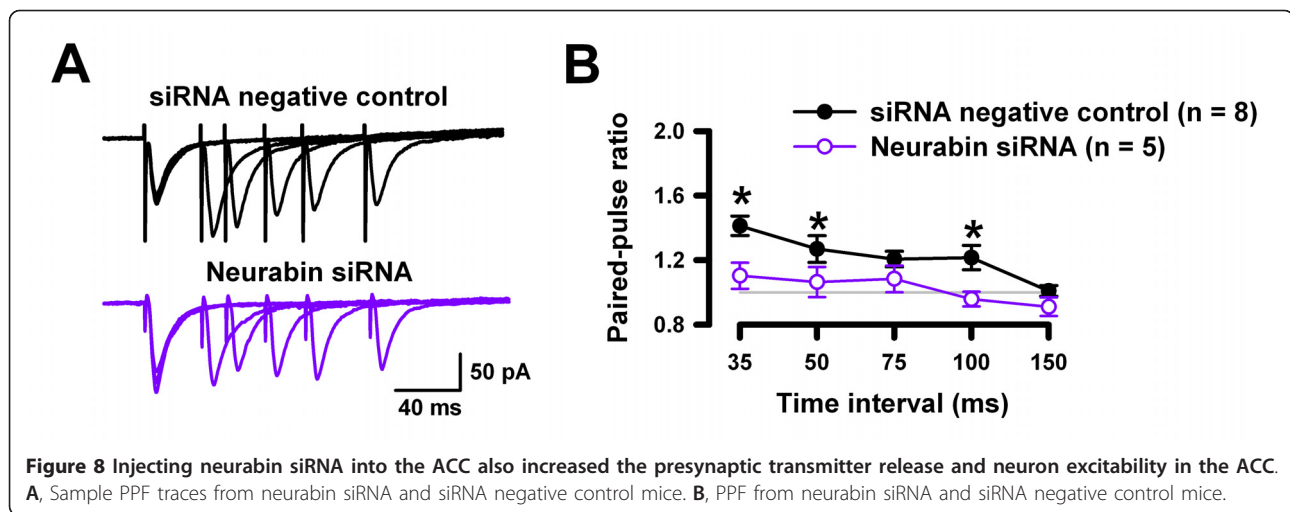 A
siRNA negative control
Neurabin siRNA
50 pA
40 ms
B
siRNA negative control (n = 8)
Neurabin siRNA (n = 5)
Paired-pulse ratio
2.0
1.6
1.2
0.8
*
*
*
35 50 75 100 150
Time interval (ms)
Figure 8 Injecting neurabin siRNA into the ACC also increased the presynaptic transmitter release and neuron excitability in the ACC.
A, Sample PPF traces from neurabin siRNA and siRNA negative control mice. B, PPF from neurabin siRNA and siRNA negative control mice.